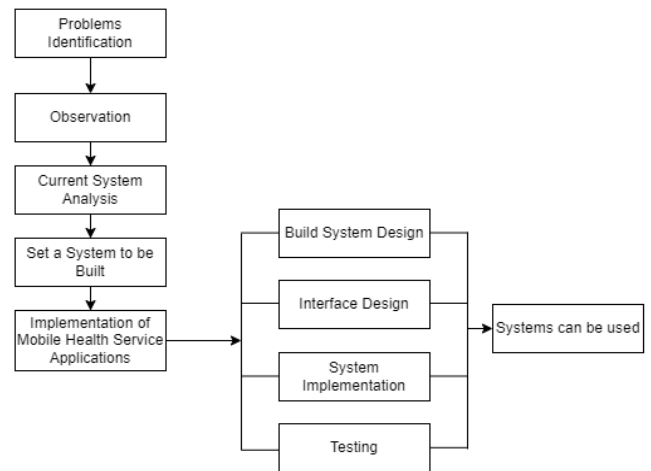 Problems
Identification
Observation
Current System
Analysis
Set a System to be
Built
Implementation of
Mobile Health Service
Applications
Build System Design
Interface Design
System
Implementation
Testing
Systems can be used